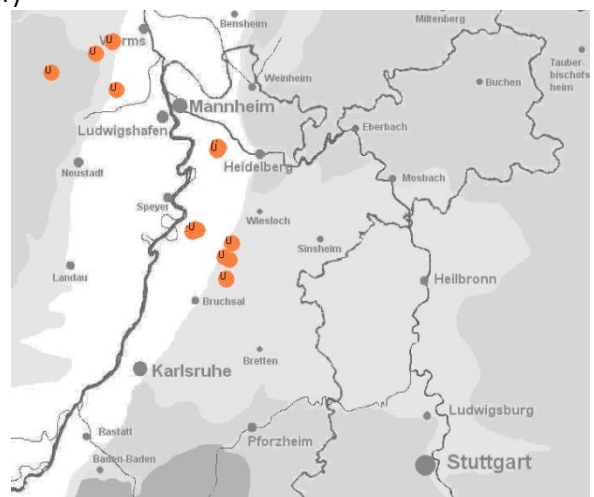 Bensheim
Miltenberg
Worms
U
U
U
Weinheim
Tauber-
bischofs
heim
Buchen
U
Mannheim
Ludwigshafen
Eberbach
U
Heidelberg
Neustadt
Mosbach
Speyer
Wiesloch
U
Sinsheim
U
U
Landau
U
Heilbronn
Bruchsal
Bretten
Karlsruhe
Ludwigsburg
Rastatt
Pforzheim
Baden-Baden
Stuttgart